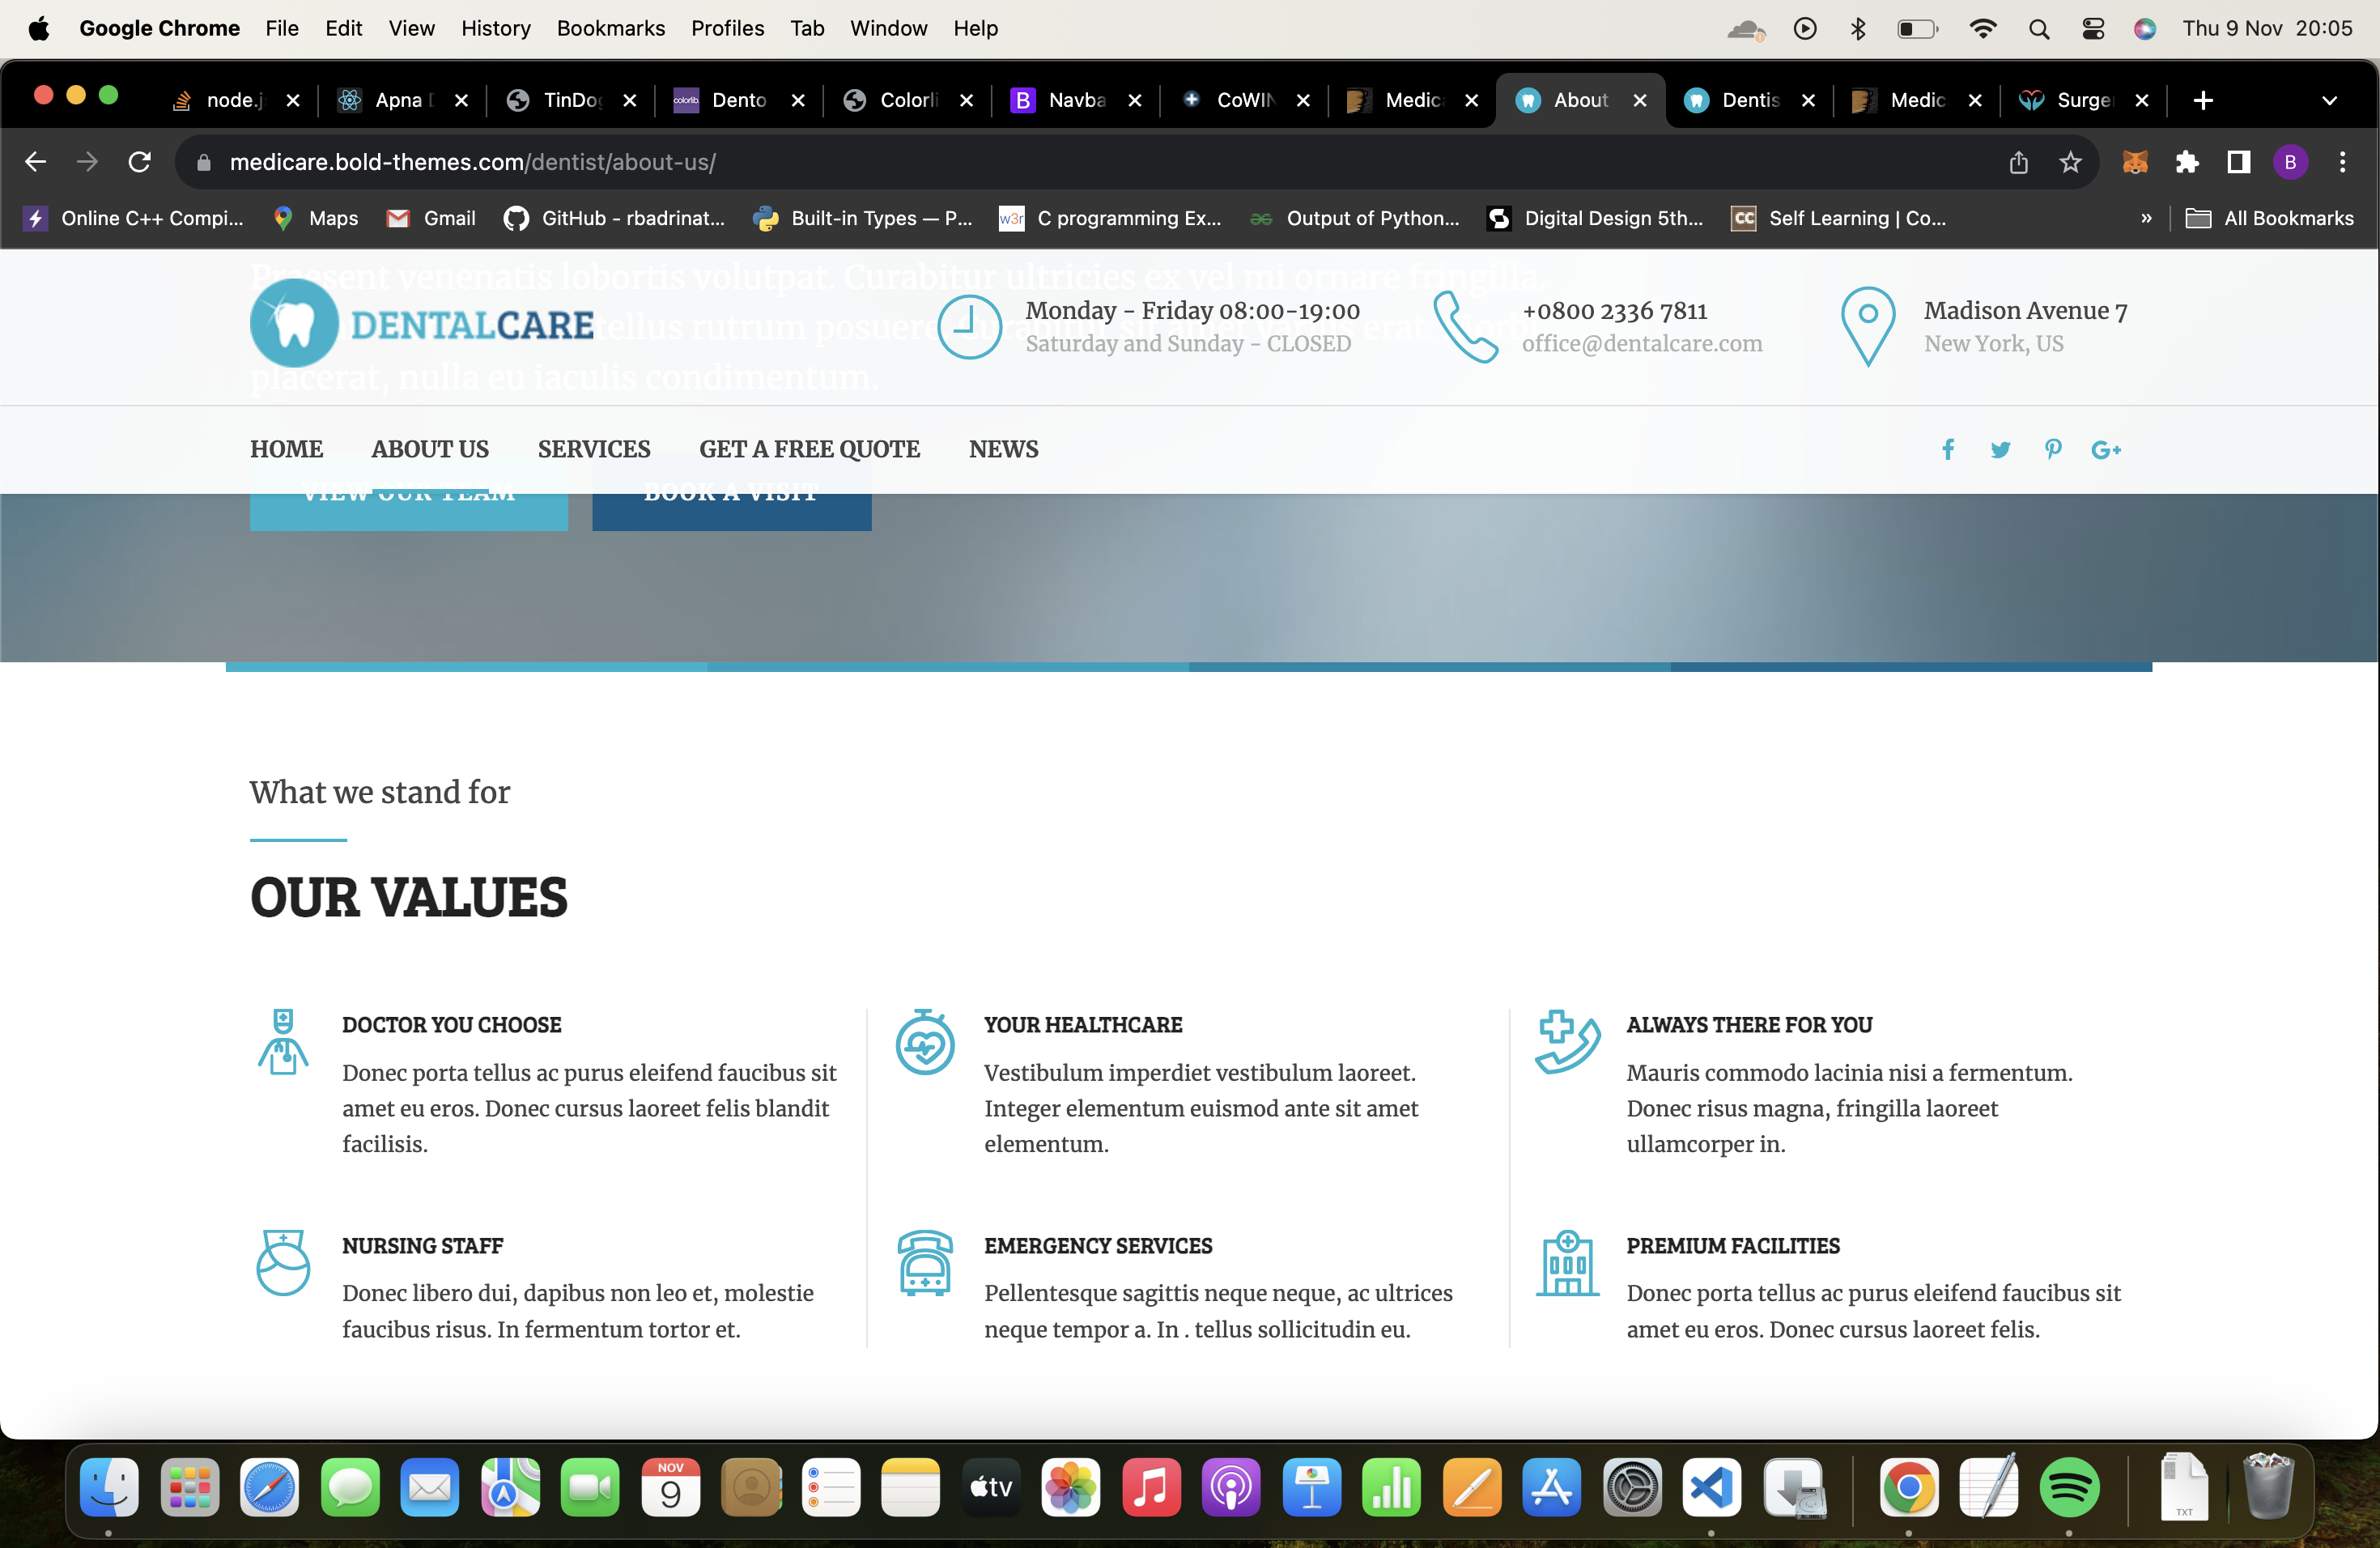 Google Chrome File Edit View History Bookmarks Profiles Tab Window Help Thu 9 Nov 20:05
node.j Apna D TinDog Dento Colorli B Navba CoWIN Medic About Dentis Medic Surge
medicare.bold-themes.com/dentist/about-us/ B
Online C++ Compi... Maps Gmail GitHub - rbadrinat... Built-in Types — P... w3r C programming Ex... Output of Python... Digital Design 5th... CC Self Learning | Co... » All Bookmarks
Praesent venenatis lobortis volutpat. Curabitur ultricies ex vel mi ornare fringilla.
tellus rutrum posuere. Curabitur sit amet varius erat. Morbi
placerat, nulla eu iaculis condimentum.
DENTALCARE
Monday - Friday 08:00-19:00
Saturday and Sunday - CLOSED
+0800 2336 7811
office@dentalcare.com
Madison Avenue 7
New York, US
HOME ABOUT US SERVICES GET A FREE QUOTE NEWS
VIEW OUR TEAM BOOK A VISIT
What we stand for
OUR VALUES
DOCTOR YOU CHOOSE
Donec porta tellus ac purus eleifend faucibus sit
amet eu eros. Donec cursus laoreet felis blandit
facilisis.
YOUR HEALTHCARE
Vestibulum imperdiet vestibulum laoreet.
Integer elementum euismod ante sit amet
elementum.
ALWAYS THERE FOR YOU
Mauris commodo lacinia nisi a fermentum.
Donec risus magna, fringilla laoreet
ullamcorper in.
NURSING STAFF
Donec libero dui, dapibus non leo et, molestie
faucibus risus. In fermentum tortor et.
EMERGENCY SERVICES
Pellentesque sagittis neque neque, ac ultrices
neque tempor a. In . tellus sollicitudin eu.
PREMIUM FACILITIES
Donec porta tellus ac purus eleifend faucibus sit
amet eu eros. Donec cursus laoreet felis.
NOV
9
tv
TXT